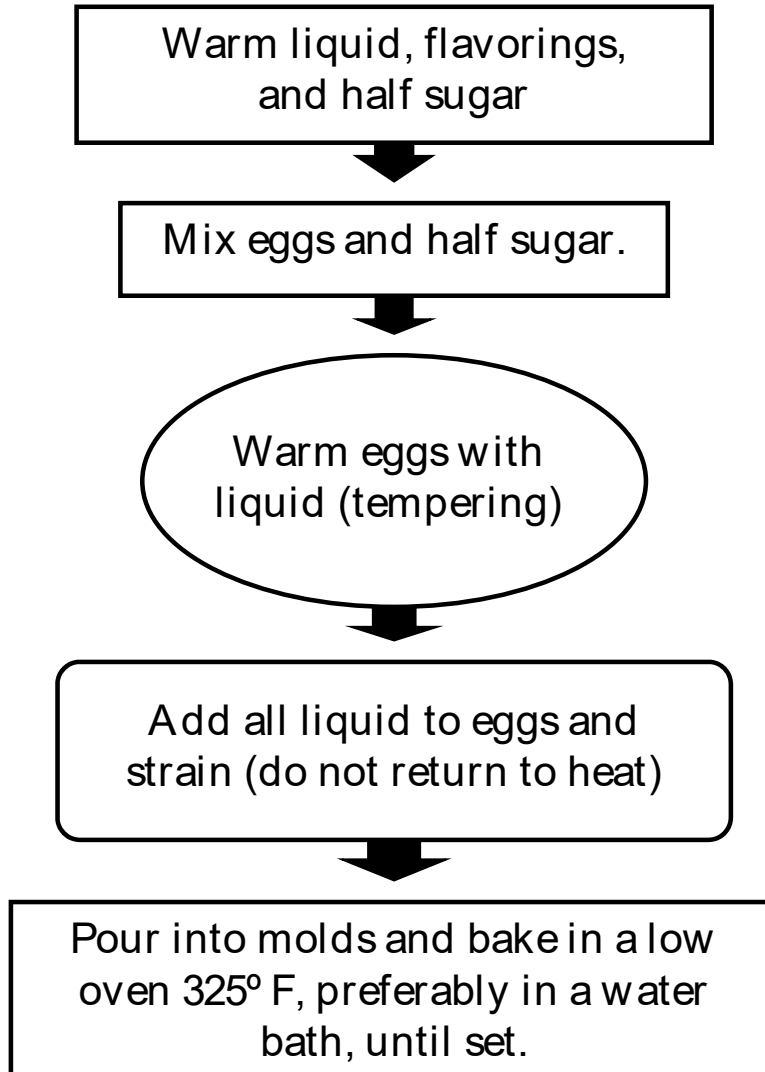 Warm liquid, flavorings,
and half sugar
Mix eggs and half sugar.
Warm eggs with
liquid (tempering)
Add all liquid to eggs and
strain (do not return to heat)
Pour into molds and bake in a low
oven 325º F, preferably in a water
bath, until set.